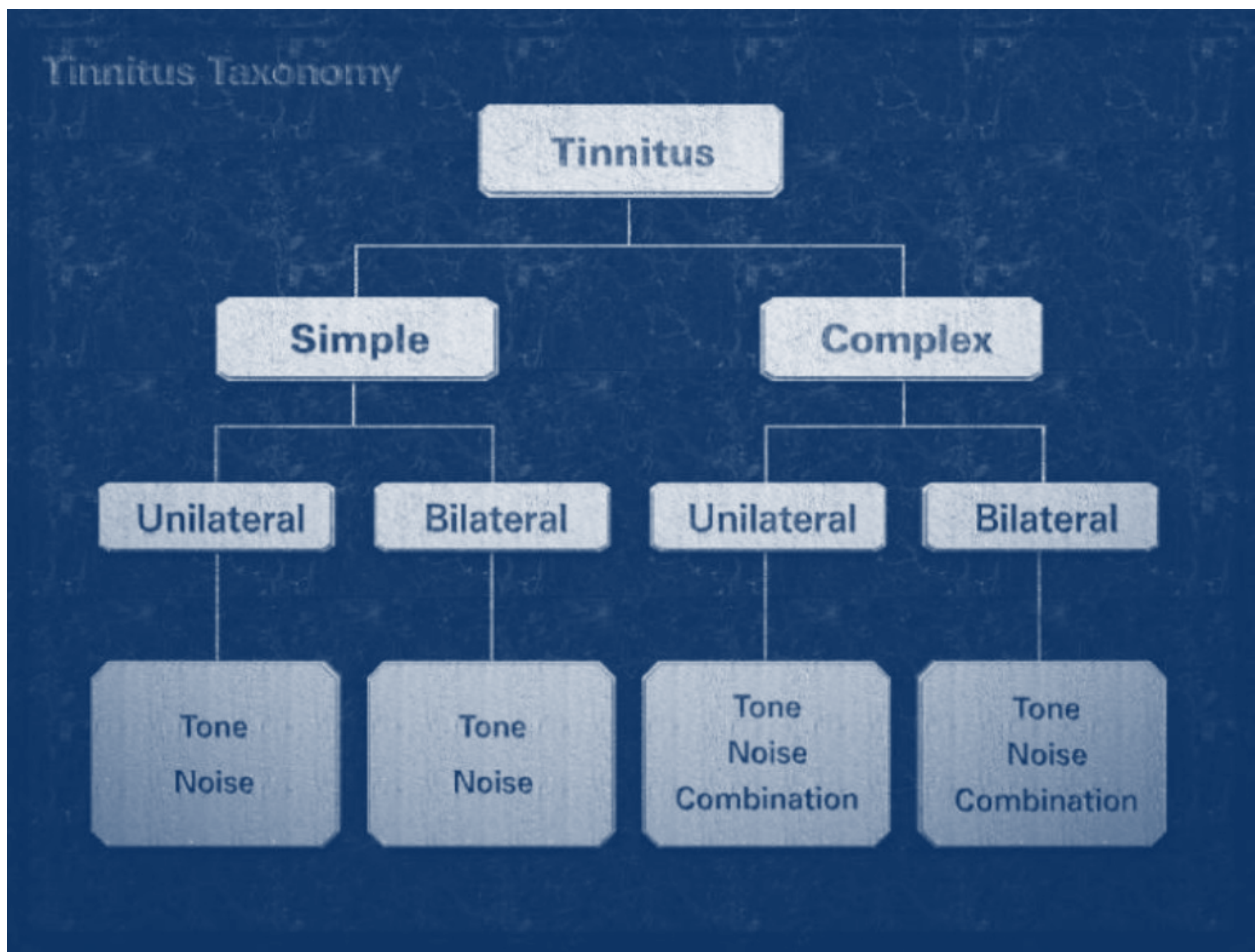 Tinnitus Taxonomy
Tinnitus
Simple
Complex
Unilateral
Bilateral
Unilateral
Bilateral
Tone
Noise
Tone
Noise
Tone
Noise
Combination
Tone
Noise
Combination